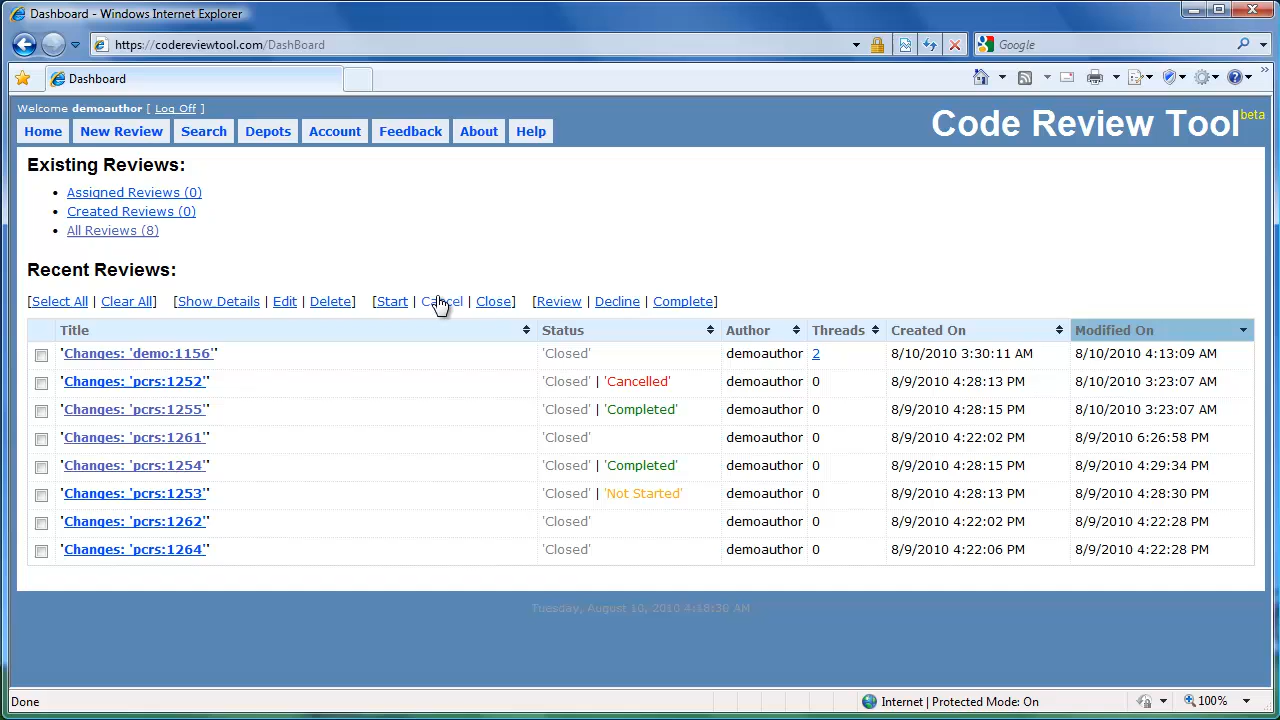 Dashboard - Windows Internet Explorer
https://codereviewtool.com/DashBoard
Google
Dashboard
Welcome demoauthor [ Log Off ]
Home New Review Search Depots Account Feedback About Help
Code Review Tool beta
Existing Reviews:
• Assigned Reviews (0)
• Created Reviews (0)
• All Reviews (8)
Recent Reviews:
[Select All | Clear All] [Show Details | Edit | Delete] [Start | Cancel | Close] [Review | Decline | Complete]
Title Status Author Threads Created On Modified On
'Changes: 'demo:1156'' 'Closed' demoauthor 2 8/10/2010 3:30:11 AM 8/10/2010 4:13:09 AM
'Changes: 'pcrs:1252'' 'Closed' | 'Cancelled' demoauthor 0 8/9/2010 4:28:13 PM 8/10/2010 3:23:07 AM
'Changes: 'pcrs:1255'' 'Closed' | 'Completed' demoauthor 0 8/9/2010 4:28:15 PM 8/10/2010 3:23:07 AM
'Changes: 'pcrs:1261'' 'Closed' demoauthor 0 8/9/2010 4:22:02 PM 8/9/2010 6:26:58 PM
'Changes: 'pcrs:1254'' 'Closed' | 'Completed' demoauthor 0 8/9/2010 4:28:15 PM 8/9/2010 4:29:34 PM
'Changes: 'pcrs:1253'' 'Closed' | 'Not Started' demoauthor 0 8/9/2010 4:28:13 PM 8/9/2010 4:28:30 PM
'Changes: 'pcrs:1262'' 'Closed' demoauthor 0 8/9/2010 4:22:02 PM 8/9/2010 4:22:28 PM
'Changes: 'pcrs:1264'' 'Closed' demoauthor 0 8/9/2010 4:22:06 PM 8/9/2010 4:22:28 PM
Tuesday, August 10, 2010 4:18:36 AM
Done
Internet | Protected Mode: On
100%